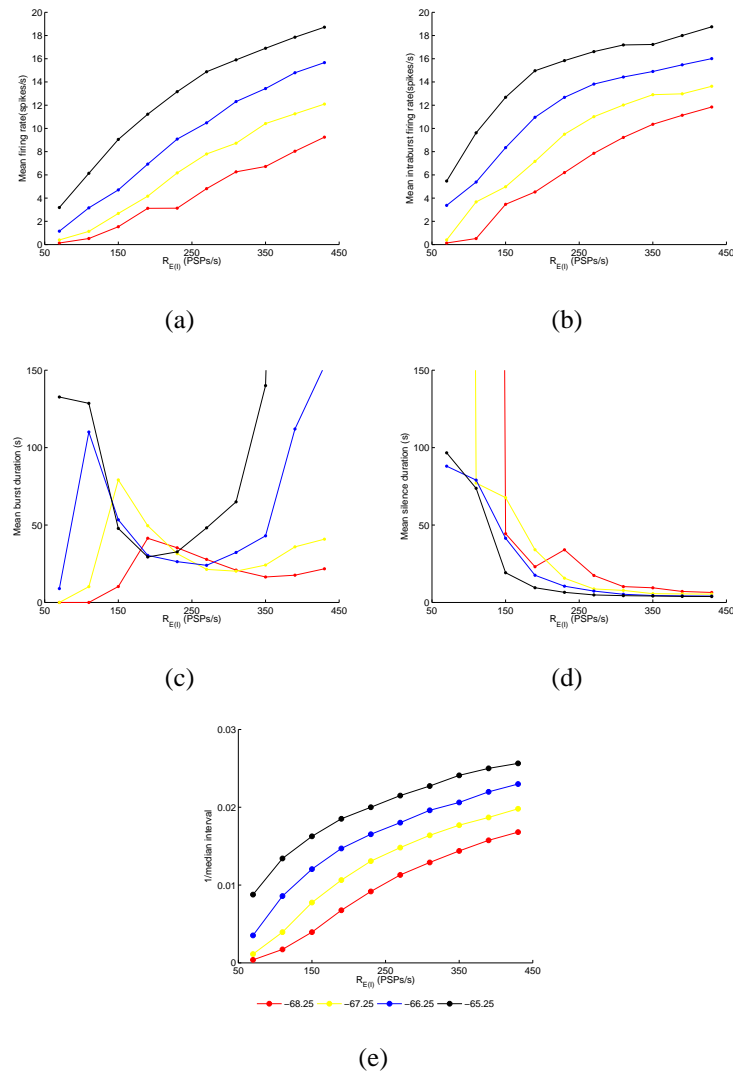 20
18
16
14
12
10
8
6
4
2
0
Mean firing rate(spikes/s)
50 150 250 350 450
R_E(I) (PSPs/s)
(a)
20
18
16
14
12
10
8
6
4
2
0
Mean intraburst firing rate(spikes/s)
50 150 250 350 450
R_E(I) (PSPs/s)
(b)
150
100
50
0
Mean burst duration (s)
50 150 250 350 450
R_E(I) (PSPs/s)
(c)
150
100
50
0
Mean silence duration (s)
50 150 250 350 450
R_E(I) (PSPs/s)
(d)
0.03
0.02
0.01
0
1/median interval
50 150 250 350 450
R_E(I) (PSPs/s)
−68.25 −67.25 −66.25 −65.25
(e)